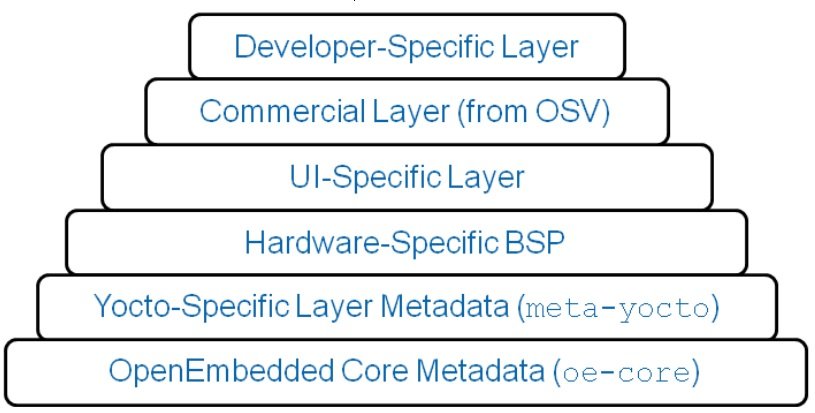 Developer-Specific Layer
Commercial Layer (from OSV)
UI-Specific Layer
Hardware-Specific BSP
Yocto-Specific Layer Metadata (meta-yocto)
OpenEmbedded Core Metadata (oe-core)